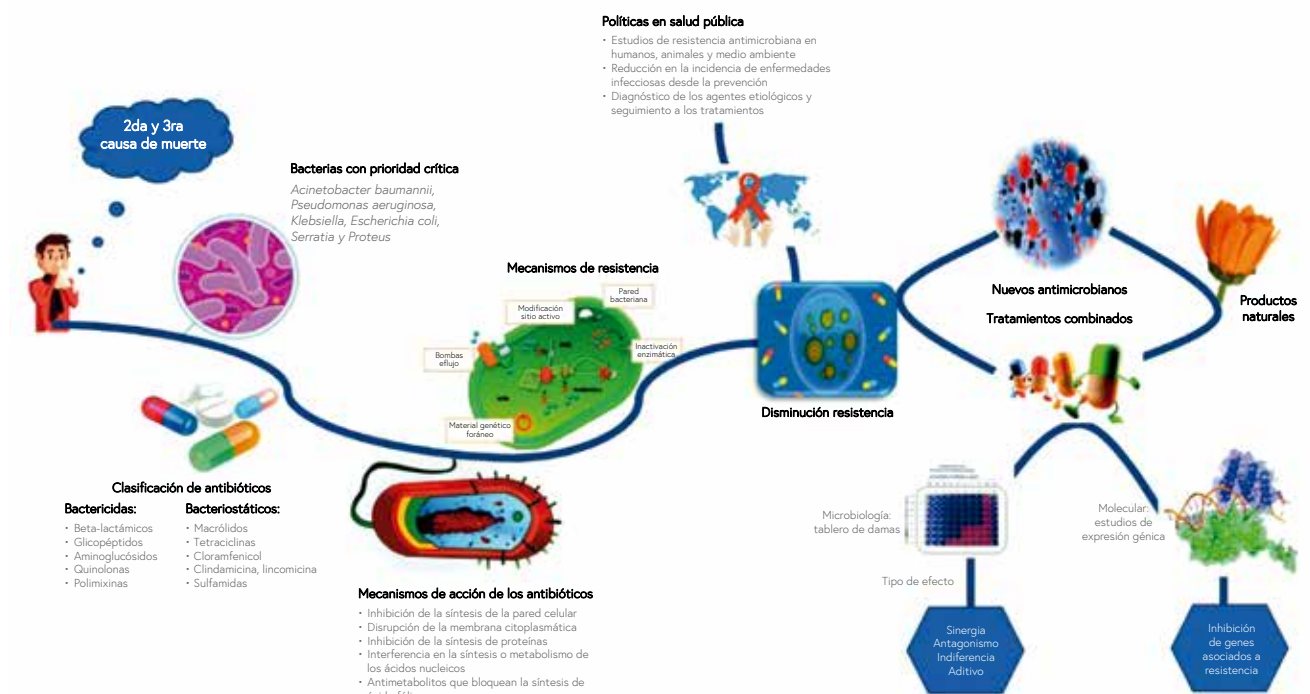 Políticas en salud pública
• Estudios de resistencia antimicrobiana en
humanos, animales y medio ambiente
• Reducción en la incidencia de enfermedades
infecciosas desde la prevención
• Diagnóstico de los agentes etiológicos y
seguimiento a los tratamientos
2da y 3ra
causa de muerte
Bacterias con prioridad crítica
Acinetobacter baumannii,
Pseudomonas aeruginosa,
Klebsiella, Escherichia coli,
Serratia y Proteus
Mecanismos de resistencia
Pared
bacteriana
Modificación
sitio activo
Bombas
eflujo
Inactivación
enzimática
Material genético
foráneo
Disminución resistencia
Nuevos antimicrobianos
Tratamientos combinados
Productos
naturales
Clasificación de antibióticos
Bactericidas:
• Beta-lactámicos
• Glicopéptidos
• Aminoglucósidos
• Quinolonas
• Polimixinas
Bacteriostáticos:
• Macrólidos
• Tetraciclinas
• Cloramfenicol
• Clindamicina, lincomicina
• Sulfamidas
Mecanismos de acción de los antibióticos
• Inhibición de la síntesis de la pared celular
• Disrupción de la membrana citoplasmática
• Inhibición de la síntesis de proteínas
• Interferencia en la síntesis o metabolismo de
los ácidos nucleicos
• Antimetabolitos que bloquean la síntesis de
Microbiología:
tablero de damas
Molecular:
estudios de
expresión génica
Tipo de efecto
Sinergia
Antagonismo
Indiferencia
Aditivo
Inhibición
de genes
asociados a
resistencia